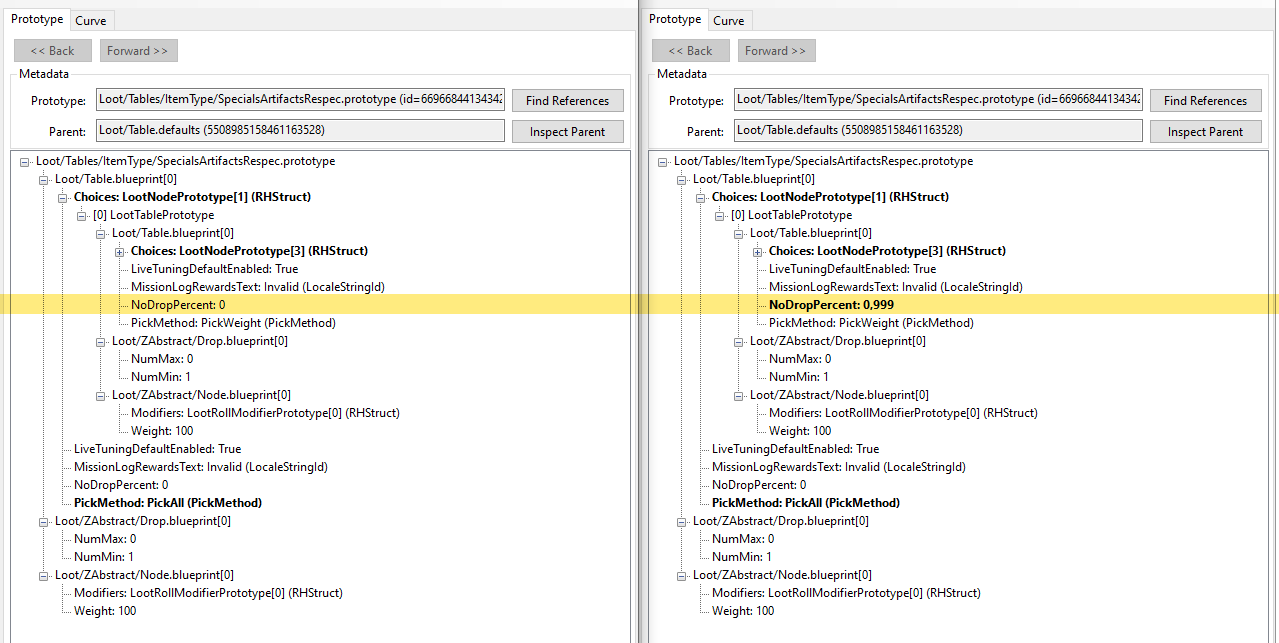 Prototype Curve
<< Back Forward >>
Metadata
Prototype: Loot/Tables/ItemType/SpecialsArtifactsRespec.prototype (id=6696684413434 Find References
Parent: Loot/Table.defaults (5508985158461163528) Inspect Parent
Loot/Tables/ItemType/SpecialsArtifactsRespec.prototype
Loot/Table.blueprint[0]
Choices: LootNodePrototype[1] (RHStruct)
[0] LootTablePrototype
Loot/Table.blueprint[0]
Choices: LootNodePrototype[3] (RHStruct)
LiveTuningDefaultEnabled: True
MissionLogRewardsText: Invalid (LocaleStringId)
NoDropPercent: 0
PickMethod: PickWeight (PickMethod)
Loot/ZAbstract/Drop.blueprint[0]
NumMax: 0
NumMin: 1
Loot/ZAbstract/Node.blueprint[0]
Modifiers: LootRollModifierPrototype[0] (RHStruct)
Weight: 100
LiveTuningDefaultEnabled: True
MissionLogRewardsText: Invalid (LocaleStringId)
NoDropPercent: 0
PickMethod: PickAll (PickMethod)
Loot/ZAbstract/Drop.blueprint[0]
NumMax: 0
NumMin: 1
Loot/ZAbstract/Node.blueprint[0]
Modifiers: LootRollModifierPrototype[0] (RHStruct)
Weight: 100
Prototype Curve
<< Back Forward >>
Metadata
Prototype: Loot/Tables/ItemType/SpecialsArtifactsRespec.prototype (id=6696684413434 Find References
Parent: Loot/Table.defaults (5508985158461163528) Inspect Parent
Loot/Tables/ItemType/SpecialsArtifactsRespec.prototype
Loot/Table.blueprint[0]
Choices: LootNodePrototype[1] (RHStruct)
[0] LootTablePrototype
Loot/Table.blueprint[0]
Choices: LootNodePrototype[3] (RHStruct)
LiveTuningDefaultEnabled: True
MissionLogRewardsText: Invalid (LocaleStringId)
NoDropPercent: 0,999
PickMethod: PickWeight (PickMethod)
Loot/ZAbstract/Drop.blueprint[0]
NumMax: 0
NumMin: 1
Loot/ZAbstract/Node.blueprint[0]
Modifiers: LootRollModifierPrototype[0] (RHStruct)
Weight: 100
LiveTuningDefaultEnabled: True
MissionLogRewardsText: Invalid (LocaleStringId)
NoDropPercent: 0
PickMethod: PickAll (PickMethod)
Loot/ZAbstract/Drop.blueprint[0]
NumMax: 0
NumMin: 1
Loot/ZAbstract/Node.blueprint[0]
Modifiers: LootRollModifierPrototype[0] (RHStruct)
Weight: 100